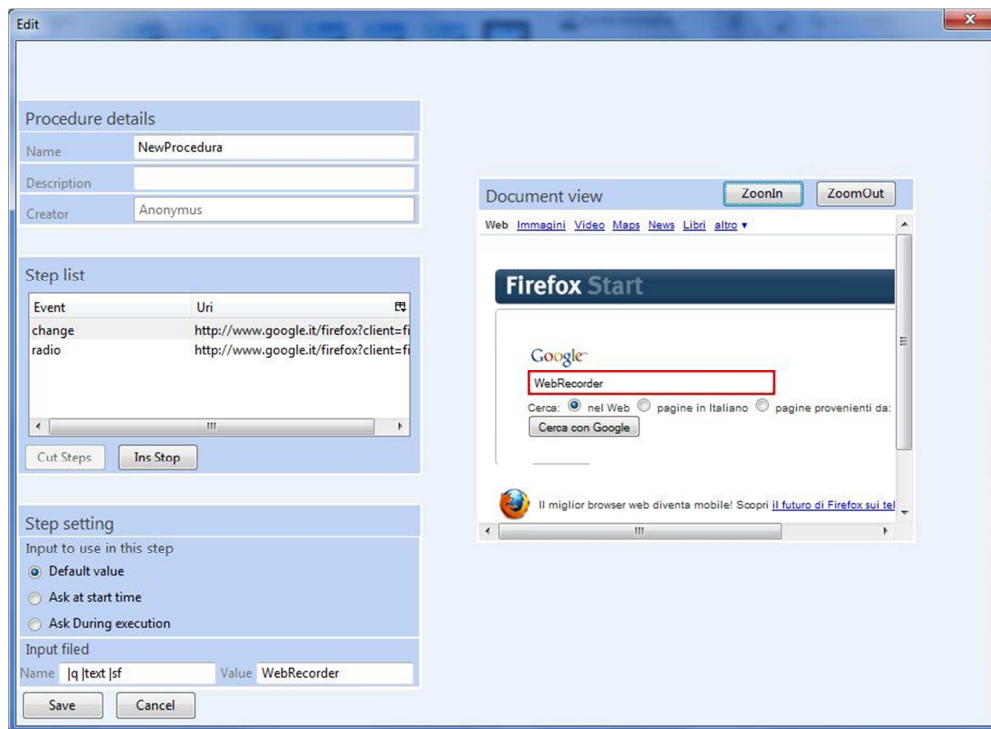 Edit
Procedure details
Name NewProcedura
Description
Creator Anonymus
Step list
Event Uri
change http://www.google.it/firefox?client=fi
radio http://www.google.it/firefox?client=fi
Cut Steps Ins Stop
Step setting
Input to use in this step
Default value
Ask at start time
Ask During execution
Input filed
Name |q |text |sf Value WebRecorder
Save Cancel
Document view ZoonIn ZoomOut
Web Immagini Video Maps News Libri altro ▼
Firefox Start
Google
WebRecorder
Cerca: nel Web pagine in Italiano pagine provenienti da:
Cerca con Google
Il miglior browser web diventa mobile! Scopri il futuro di Firefox sui tel